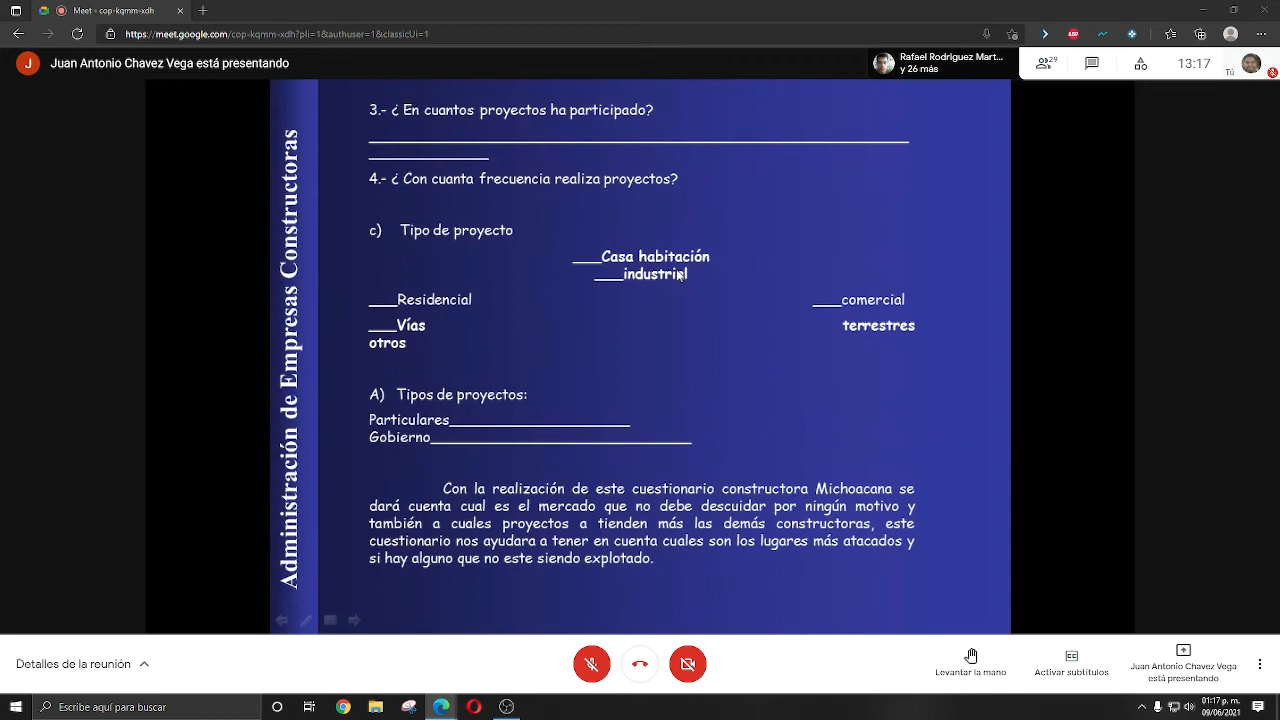 Meet - cop-kqmm-xdh
https://meet.google.com/cop-kqmm-xdh?pli=1&authuser=1&classIdU=1
ABP
J
Juan Antonio Chavez Vega está presentando
Rafael Rodríguez Mart...
y 26 más
29
13:17
Tú
Administración de Empresas Constructoras
3.- ¿ En cuantos proyectos ha participado?
4.- ¿ Con cuanta frecuencia realiza proyectos?
c) Tipo de proyecto
____Casa habitación
____industrial
____Residencial ____comercial
____Vías terrestres
otros
A) Tipos de proyectos:
Particulares____________________
Gobierno____________________
Con la realización de este cuestionario constructora Michoacana se
dará cuenta cual es el mercado que no debe descuidar por ningún motivo y
también a cuales proyectos a tienden más las demás constructoras, este
cuestionario nos ayudara a tener en cuenta cuales son los lugares más atacados y
si hay alguno que no este siendo explotado.
Detalles de la reunión
Levantar la mano
CC
Activar subtítulos
Juan Antonio Chavez Vega
está presentando
Escribe aquí para buscar
01:17 p.m.
09/06/2021